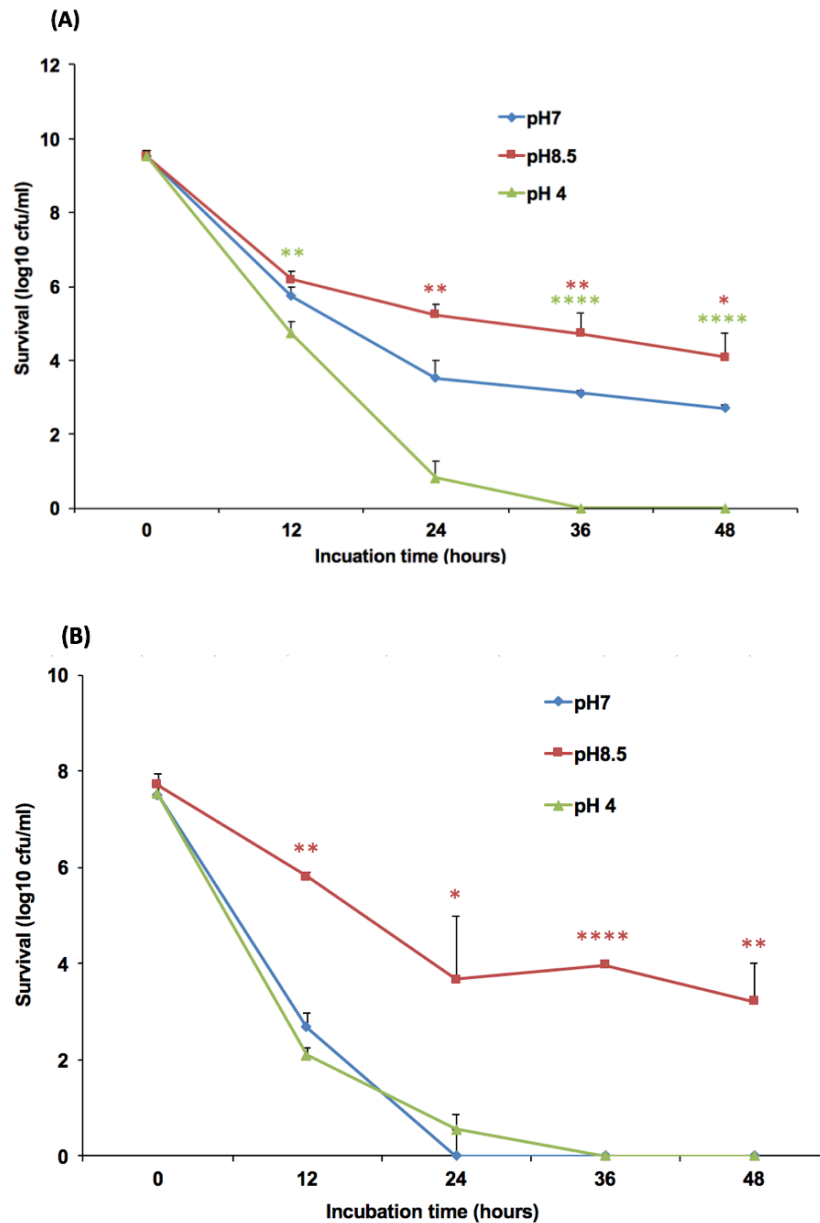 (A)
12
10
8
6
4
2
0
Survival (log10 cfu/ml)
pH7
pH8.5
pH 4
**
**
**
****
*
****
0 12 24 36 48
Incuation time (hours)
(B)
10
8
6
4
2
0
Survival (log10 cfu/ml)
pH7
pH8.5
pH 4
**
*
****
**
0 12 24 36 48
Incubation time (hours)